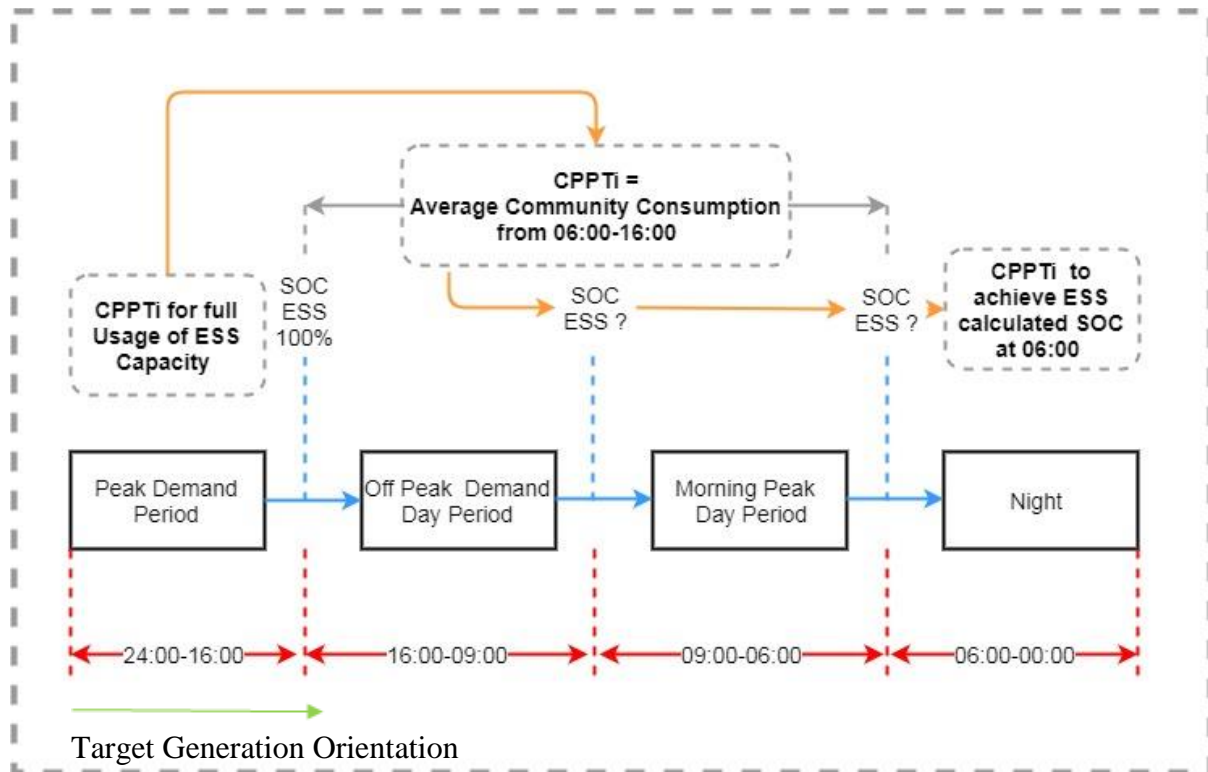 CPPTi =
Average Community Consumption
from 06:00-16:00
CPPTi for full
Usage of ESS
Capacity
SOC
ESS
100%
SOC
ESS ?
SOC
ESS ?
CPPTi to
achieve ESS
calculated SOC
at 06:00
Peak Demand
Period
Off Peak Demand
Day Period
Morning Peak
Day Period
Night
24:00-16:00
16:00-09:00
09:00-06:00
06:00-00:00
Target Generation Orientation